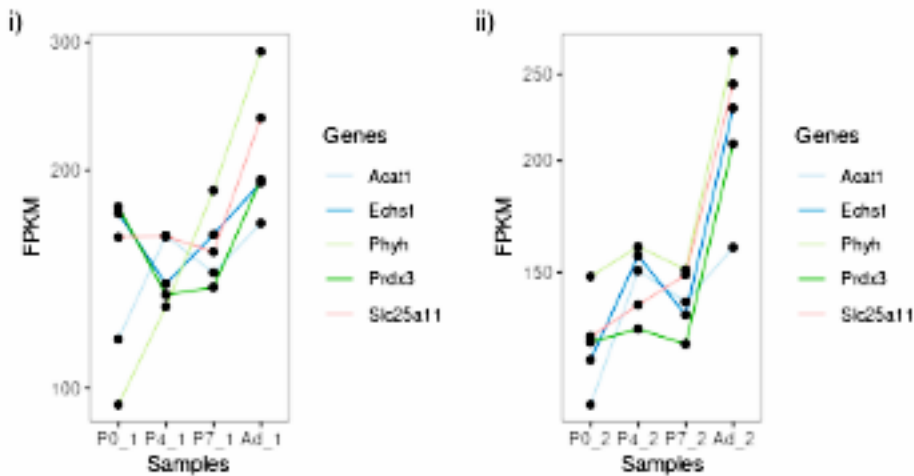 i)
300
200
100
FPKM
P0_1 P4_1 P7_1 Ad_1
Samples
Genes
Acat1
Echs1
Phyh
Prdx3
Slc25a11
ii)
250
200
150
FPKM
P0_2 P4_2 P7_2 Ad_2
Samples
Genes
Acat1
Echs1
Phyh
Prdx3
Slc25a11